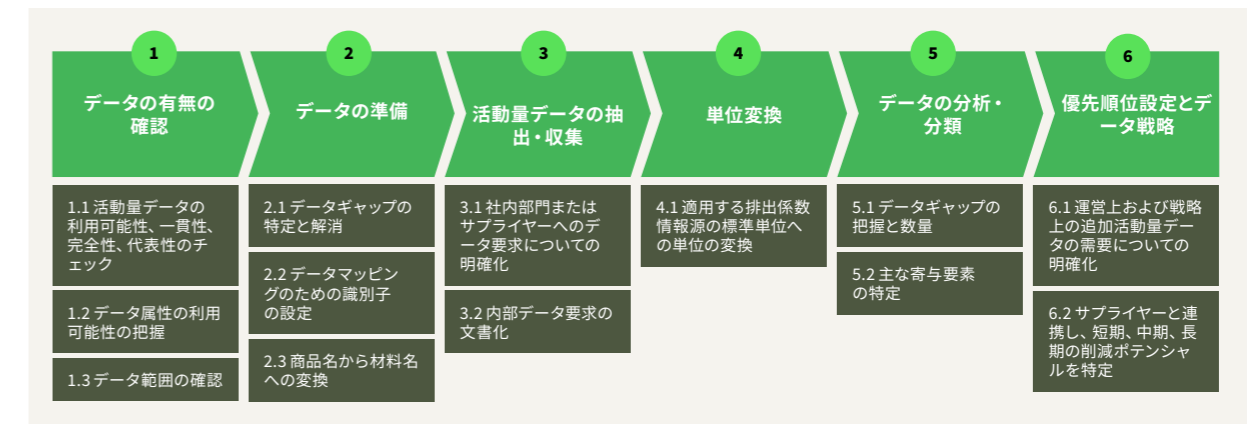 1
データの有無の
確認
1.1 活動量データの
利用可能性、一貫性、
完全性、代表性のチ
ェック
1.2 データ属性の利用
可能性の把握
1.3 データ範囲の確認
2
データの準備
2.1 データギャップの
特定と解消
2.2 データマッピン
グのための識別子
の設定
2.3 商品名から材料名
への変換
3
活動量データの抽
出・収集
3.1 社内部門または
サプライヤーへのデ
ータ要求についての
明確化
3.2 内部データ要求の
文書化
4
単位変換
4.1 適用する排出係数
情報源の標準単位へ
の単位の変換
5
データの分析・
分類
5.1 データギャップの
把握と数量
5.2 主な寄与要素
の特定
6
優先順位設定とデ
ータ戦略
6.1 運営上および戦略
上の追加活動量デー
タの需要についての
明確化
6.2 サプライヤーと連
携し、短期、中期、長
期の削減ポテンシャ
ルを特定